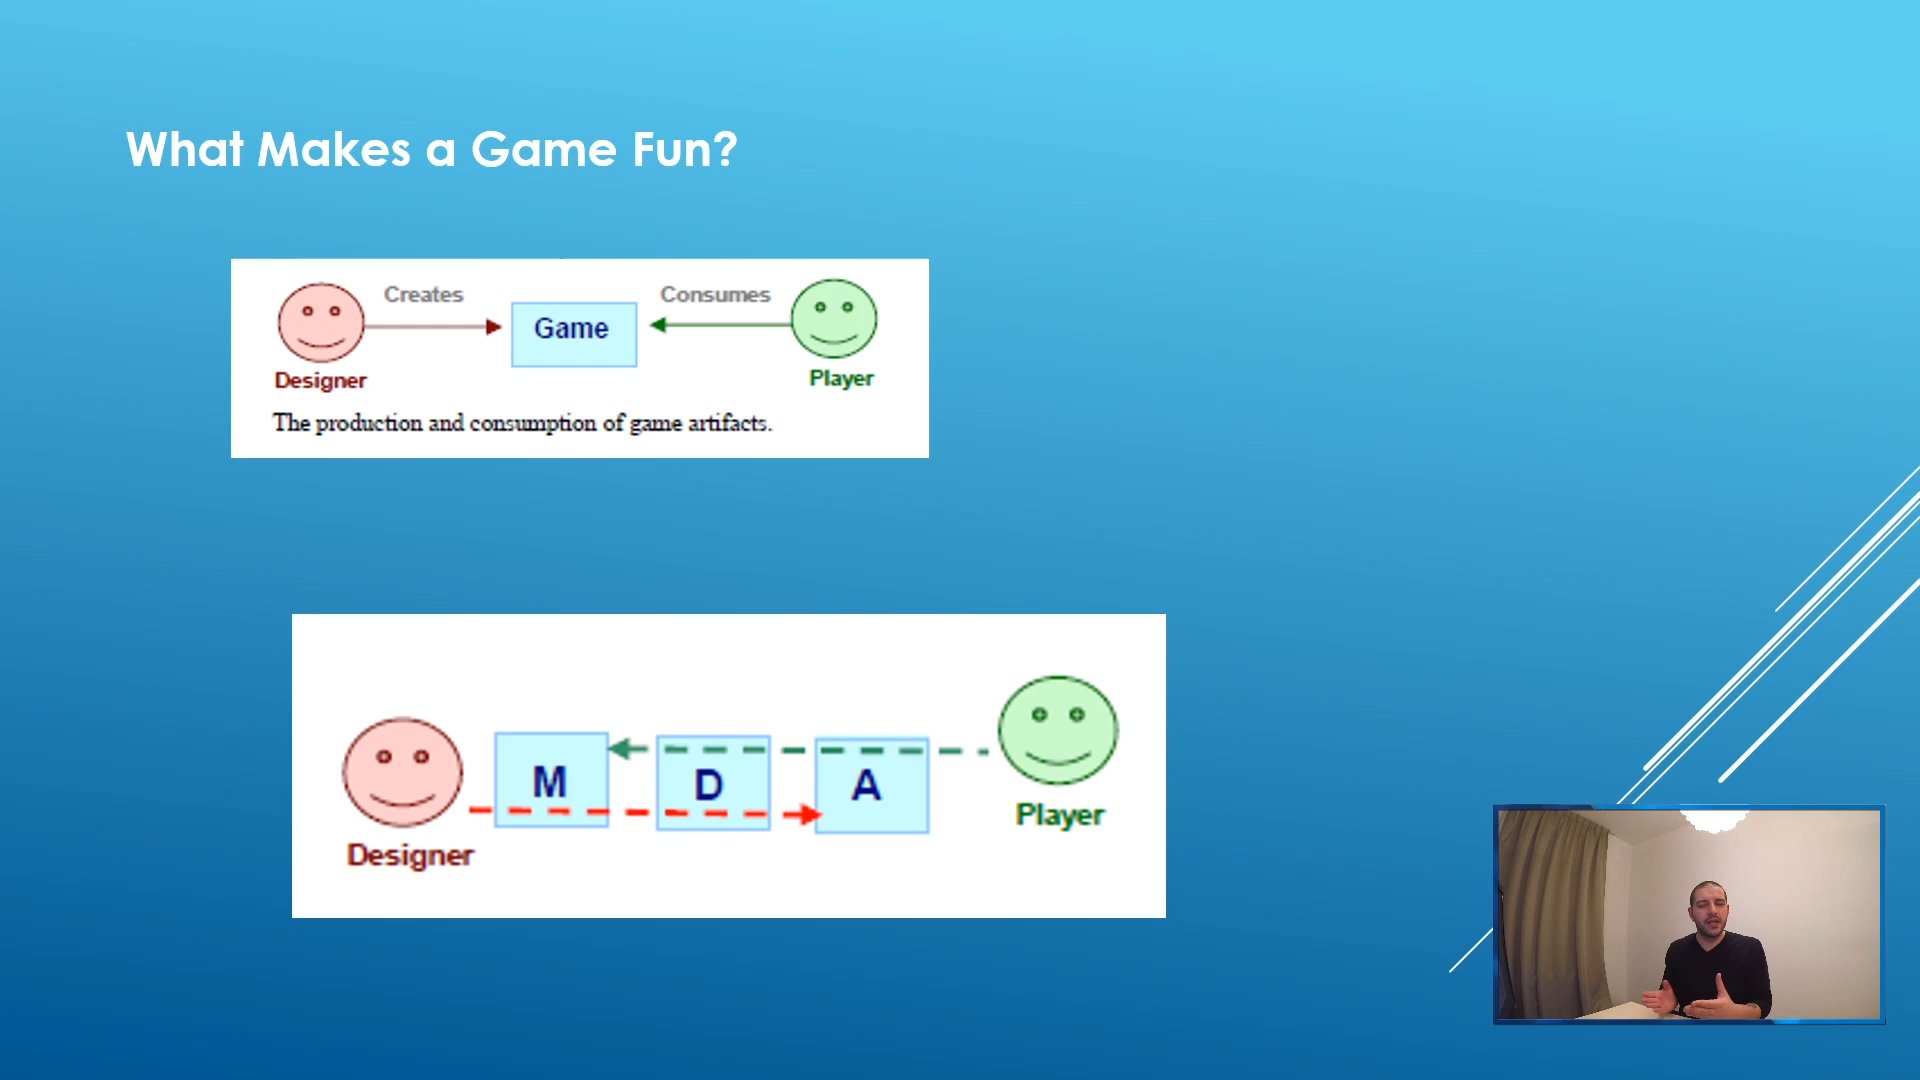 What Makes a Game Fun?
Creates
Consumes
Game
Designer
Player
The production and consumption of game artifacts.
M
D
A
Player
Designer